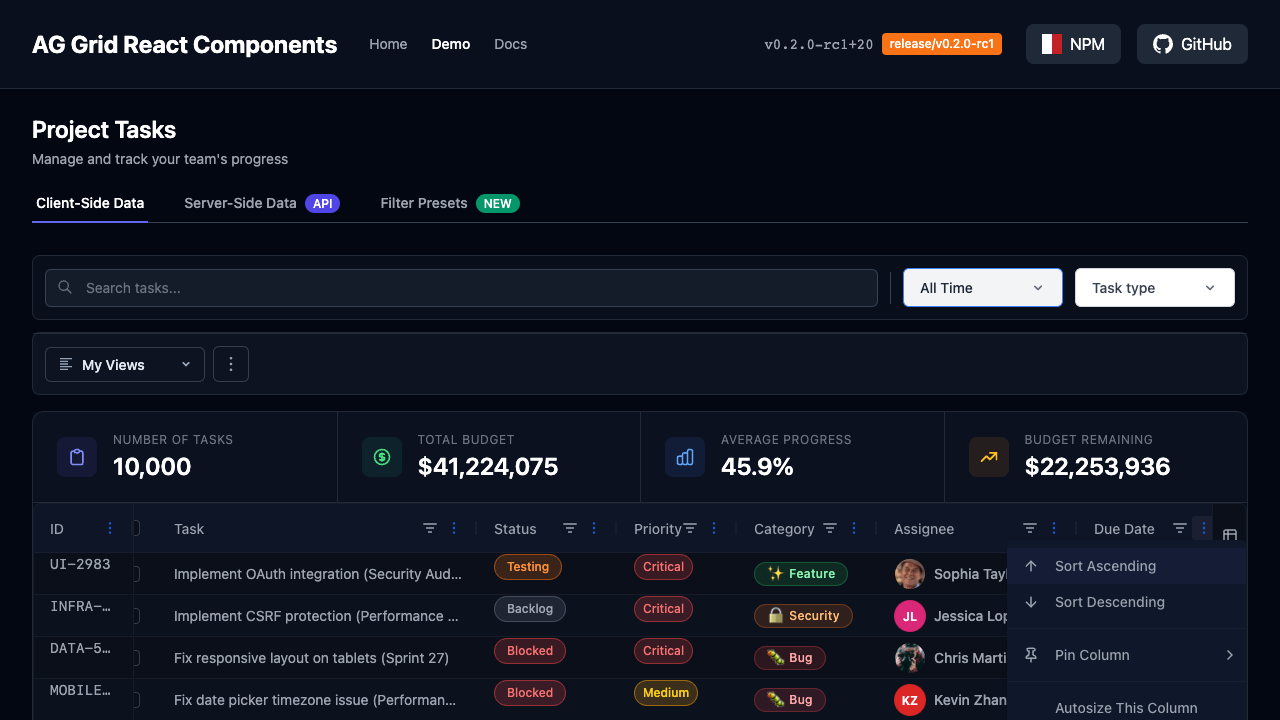 AG Grid React Components Home Demo Docs v0.2.0-rc1+20 release/v0.2.0-rc1 NPM GitHub
Project Tasks
Manage and track your team's progress
Client-Side Data Server-Side Data API Filter Presets NEW
Search tasks... All Time Task type
My Views
NUMBER OF TASKS TOTAL BUDGET AVERAGE PROGRESS BUDGET REMAINING
10,000 $41,224,075 45.9% $22,253,936
ID Task Status Priority Category Assignee Due Date
UI-2983 Implement OAuth integration (Security Aud... Testing Critical ✨ Feature Sophia Tayl
Sort Ascending
INFRA-... Implement CSRF protection (Performance ... Backlog Critical 🔒 Security JL Jessica Lop
Sort Descending
DATA-5... Fix responsive layout on tablets (Sprint 27) Blocked Critical 🐛 Bug Chris Marti
Pin Column
MOBILE... Fix date picker timezone issue (Performan... Blocked Medium 🐛 Bug KZ Kevin Zhan
Autosize This Column